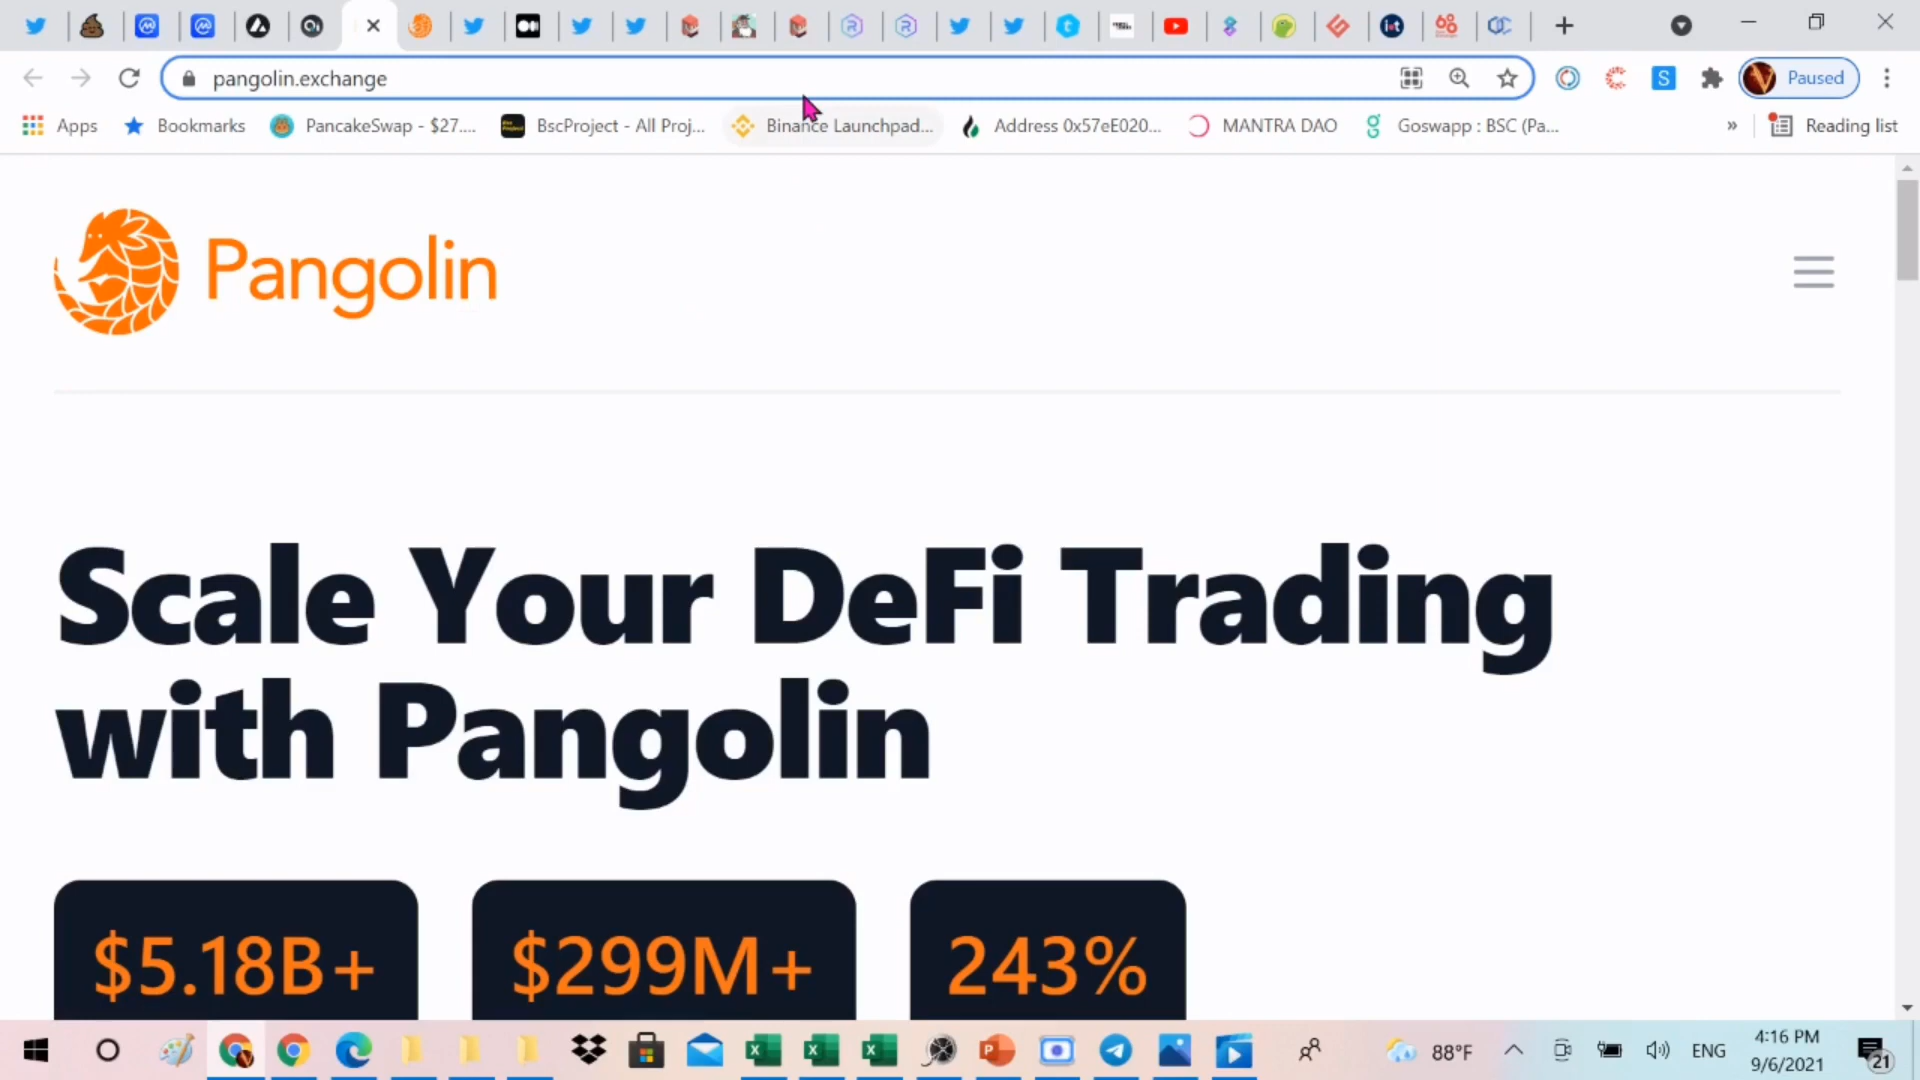 pangolin.exchange
Paused
Apps
Bookmarks
PancakeSwap - $27....
BscProject - All Proj...
Binance Launchpad...
Address 0x57eE020...
MANTRA DAO
Goswapp : BSC (Pa...
»
Reading list
Pangolin
Scale Your DeFi Trading
with Pangolin
$5.18B+
$299M+
243%
88°F
ENG
4:16 PM
9/6/2021
21